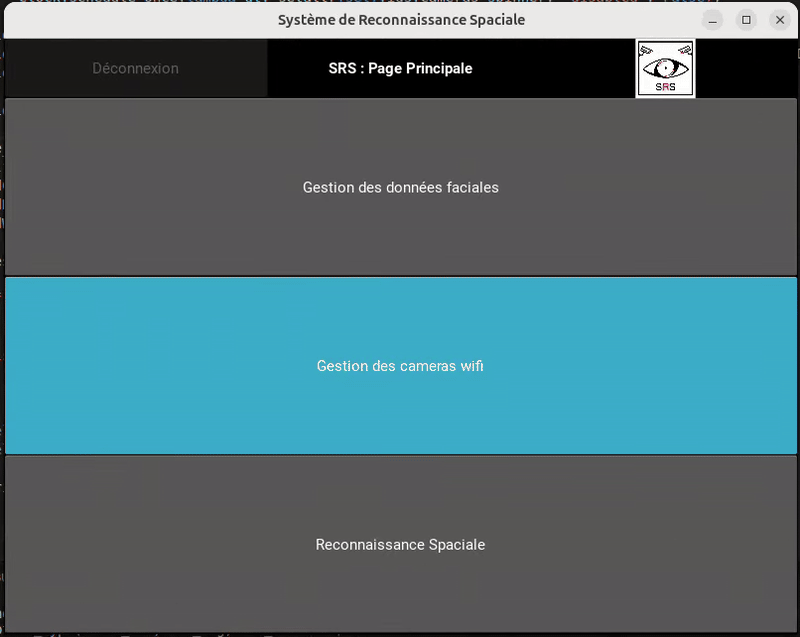 Système de Reconnaissance Spaciale
Déconnexion
SRS : Page Principale
SRS
Gestion des données faciales
Gestion des cameras wifi
Reconnaissance Spaciale